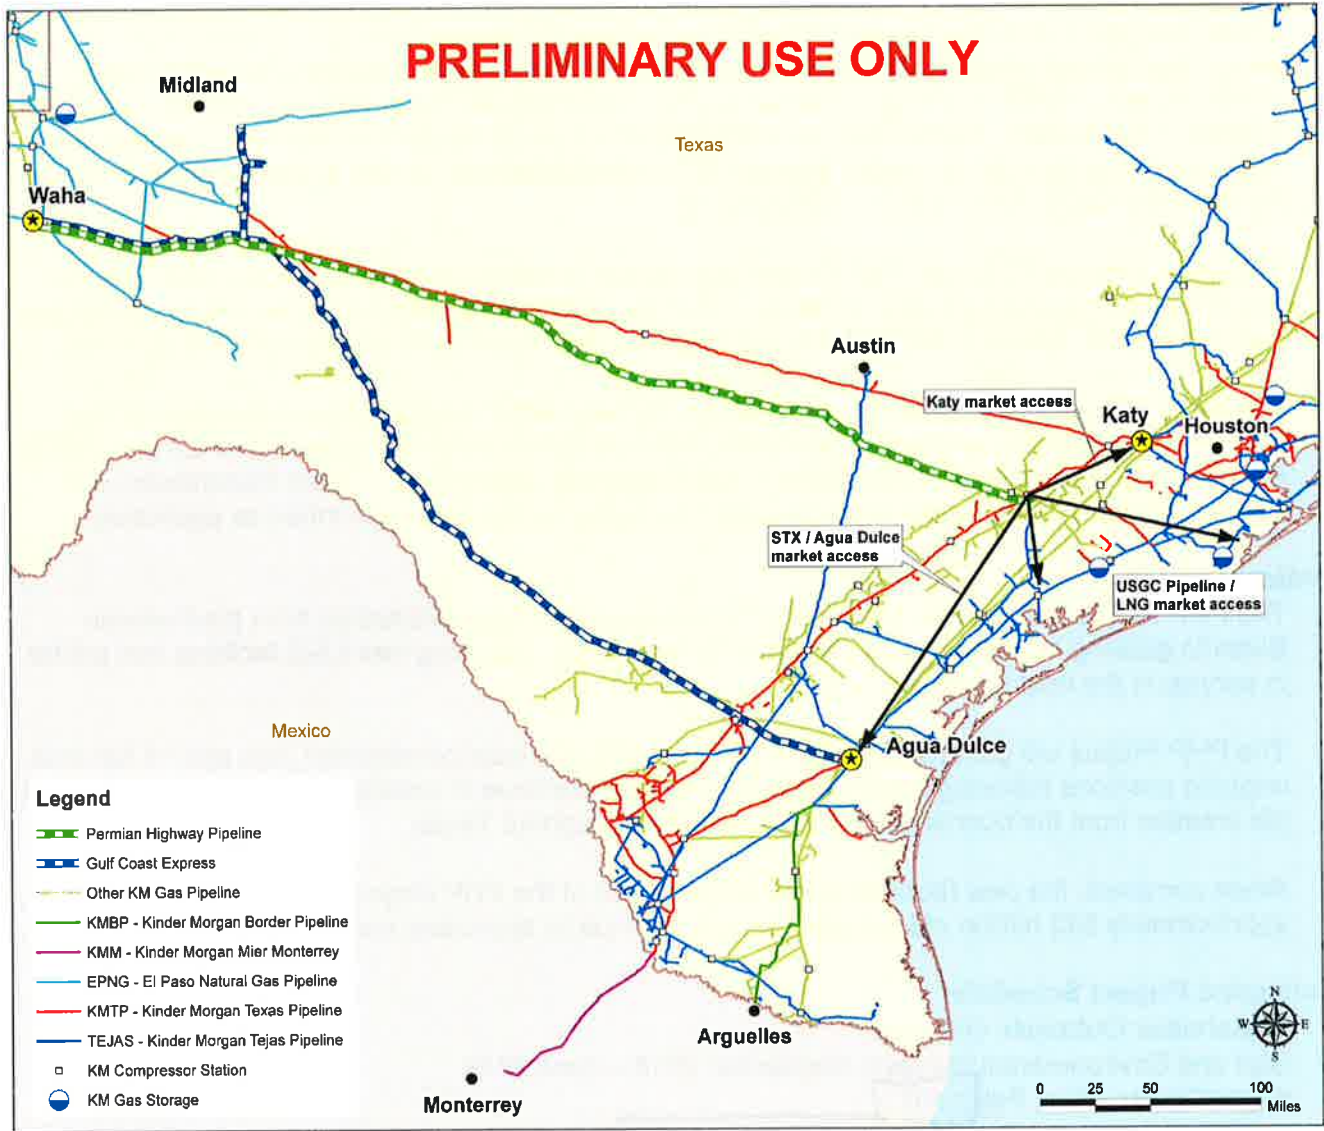 PRELIMINARY USE ONLY
Midland
Texas
Waha
Austin
Katy market access
Katy
Houston
STX / Agua Dulce
market access
USGC Pipeline /
LNG market access
Mexico
Agua Dulce
Legend
Permian Highway Pipeline
Gulf Coast Express
Other KM Gas Pipeline
KMBP - Kinder Morgan Border Pipeline
KMM - Kinder Morgan Mier Monterrey
EPNG - El Paso Natural Gas Pipeline
KMTP - Kinder Morgan Texas Pipeline
TEJAS - Kinder Morgan Tejas Pipeline
KM Compressor Station
KM Gas Storage
Arguelles
Monterrey
N
W E
S
0 25 50 100
Miles